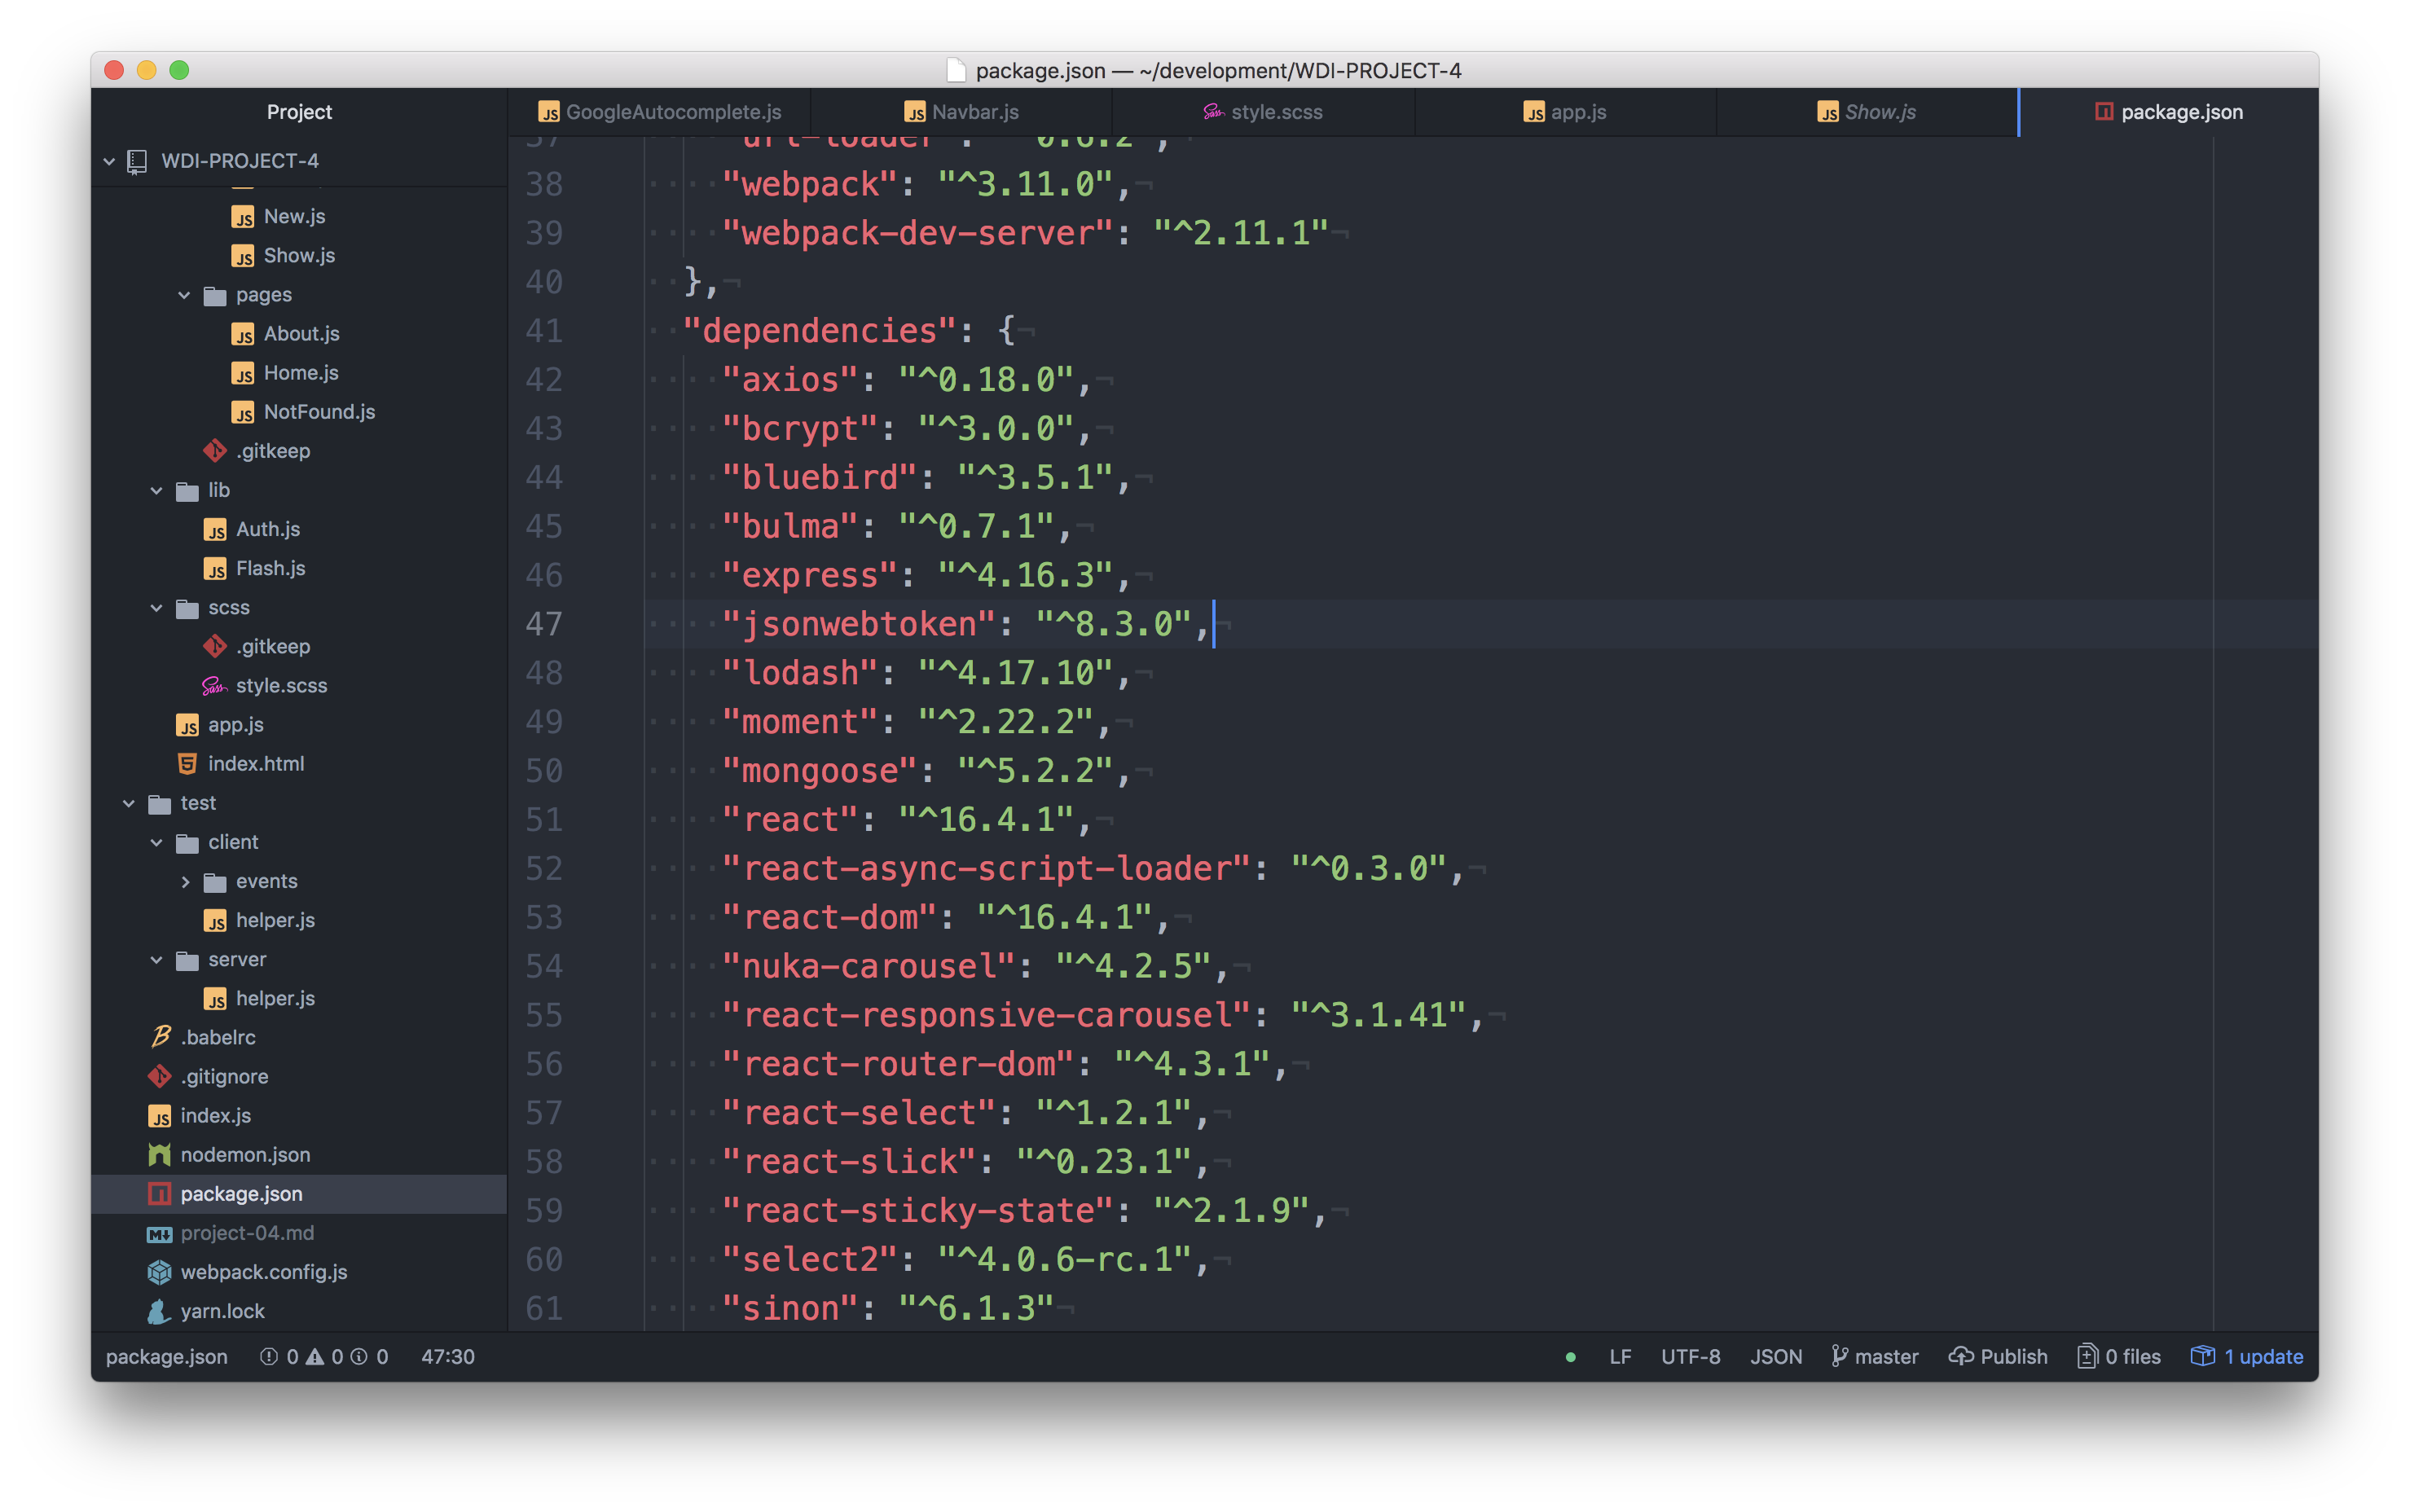 package.json — ~/development/WDI-PROJECT-4
Project
GoogleAutocomplete.js
Navbar.js
style.scss
app.js
Show.js
package.json
WDI-PROJECT-4
New.js
Show.js
pages
About.js
Home.js
NotFound.js
.gitkeep
lib
Auth.js
Flash.js
scss
.gitkeep
style.scss
app.js
index.html
test
client
events
helper.js
server
helper.js
.babelrc
.gitignore
index.js
nodemon.json
package.json
project-04.md
webpack.config.js
yarn.lock
37 "url-loader": "^0.6.2",
38 "webpack": "^3.11.0",
39 "webpack-dev-server": "^2.11.1"
40 },
41 "dependencies": {
42 "axios": "^0.18.0",
43 "bcrypt": "^3.0.0",
44 "bluebird": "^3.5.1",
45 "bulma": "^0.7.1",
46 "express": "^4.16.3",
47 "jsonwebtoken": "^8.3.0",
48 "lodash": "^4.17.10",
49 "moment": "^2.22.2",
50 "mongoose": "^5.2.2",
51 "react": "^16.4.1",
52 "react-async-script-loader": "^0.3.0",
53 "react-dom": "^16.4.1",
54 "nuka-carousel": "^4.2.5",
55 "react-responsive-carousel": "^3.1.41",
56 "react-router-dom": "^4.3.1",
57 "react-select": "^1.2.1",
58 "react-slick": "^0.23.1",
59 "react-sticky-state": "^2.1.9",
60 "select2": "^4.0.6-rc.1",
61 "sinon": "^6.1.3"
package.json 0 0 0 47:30 LF UTF-8 JSON master Publish 0 files 1 update